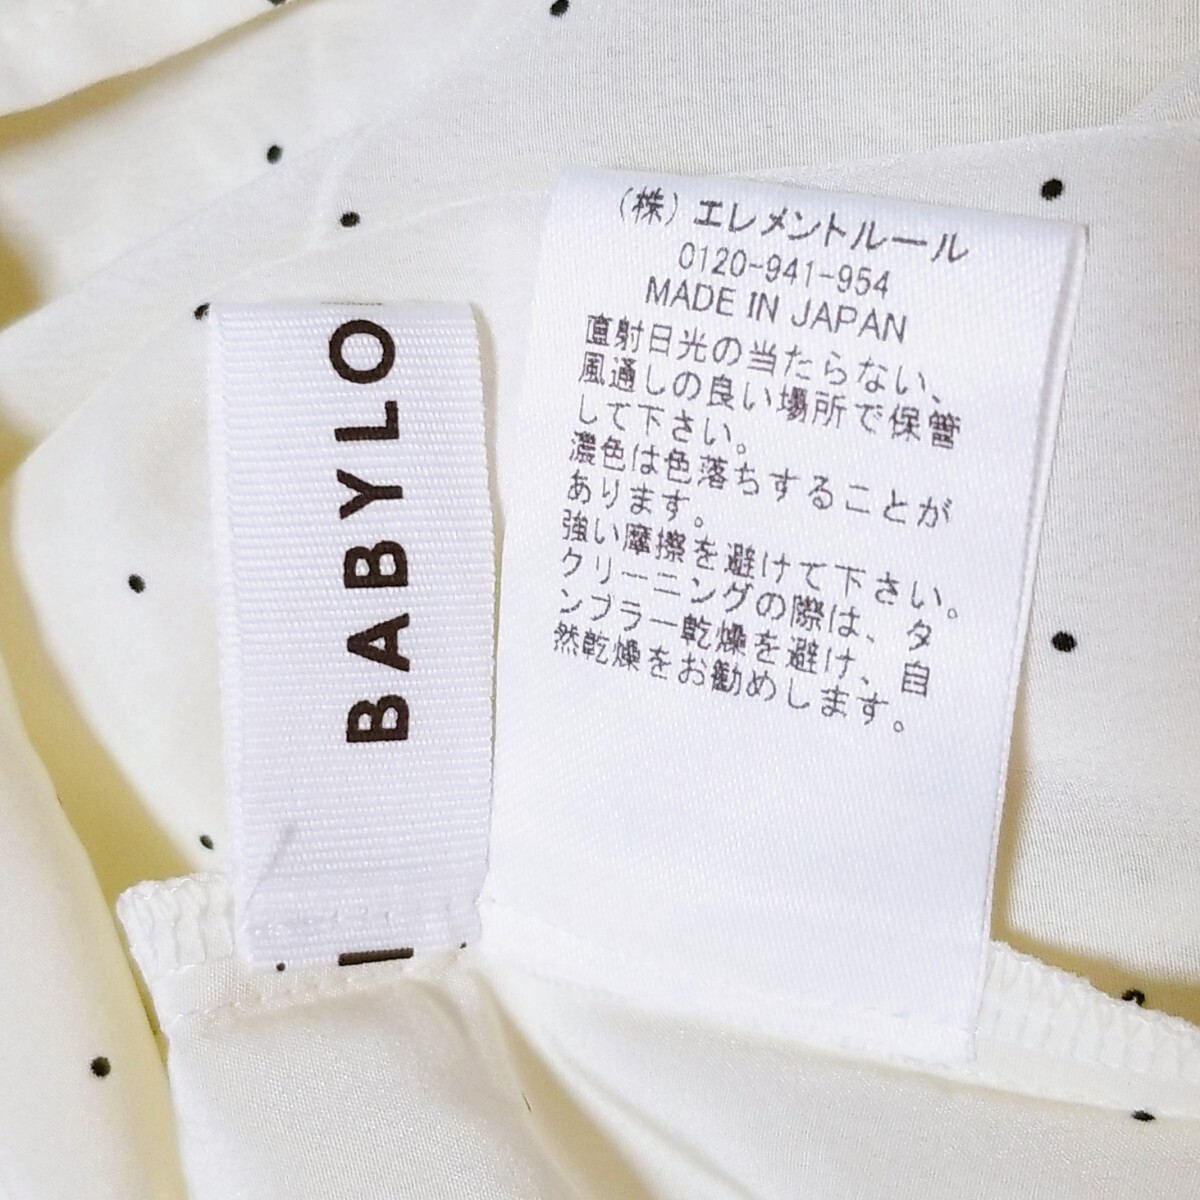 BABYLO
(株)エレメントルール
0120-941-954
MADE IN JAPAN
直射日光の当たらない、
風通しの良い場所で保管
して下さい。
濃色は色落ちすることが
あります。
強い摩擦を避けて下さい。
クリーニングの際は、タ
ンブラー乾燥を避け、自
然乾燥をお勧めします。